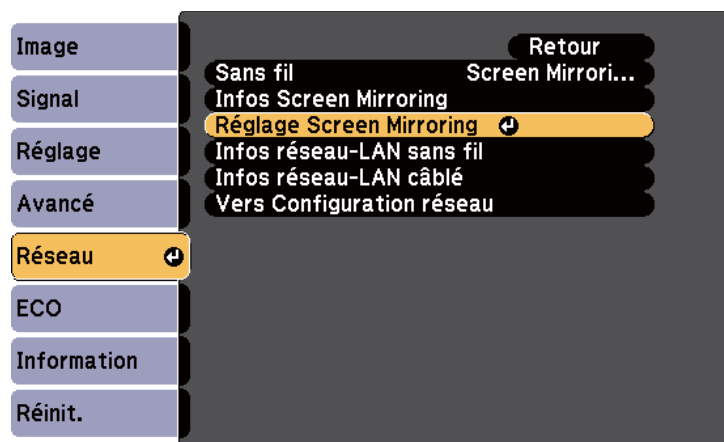 Image
Signal
Réglage
Avancé
Réseau
ECO
Information
Réinit.
Retour
Sans fil Screen Mirrori...
Infos Screen Mirroring
Réglage Screen Mirroring
Infos réseau-LAN sans fil
Infos réseau-LAN câblé
Vers Configuration réseau